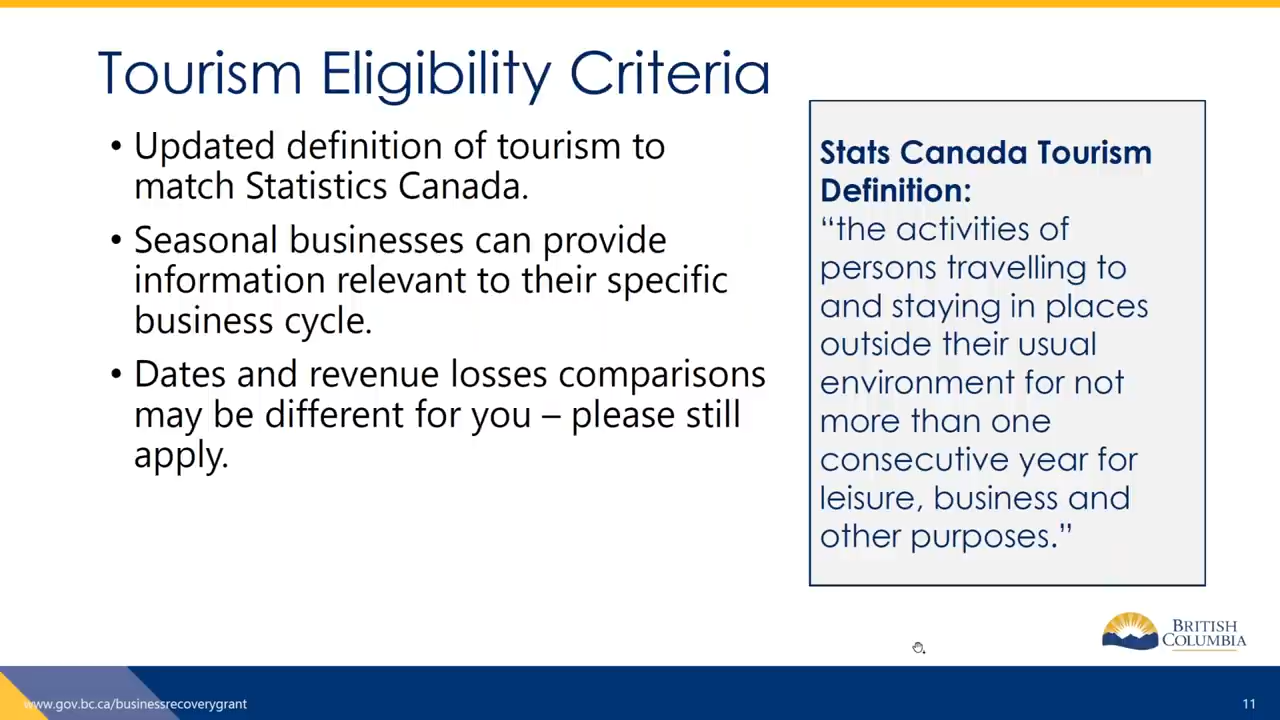 Tourism Eligibility Criteria
• Updated definition of tourism to
match Statistics Canada.
• Seasonal businesses can provide
information relevant to their specific
business cycle.
• Dates and revenue losses comparisons
may be different for you – please still
apply.
Stats Canada Tourism
Definition:
“the activities of
persons travelling to
and staying in places
outside their usual
environment for not
more than one
consecutive year for
leisure, business and
other purposes.”
BRITISH
COLUMBIA
www.gov.bc.ca/businessrecoverygrant
11